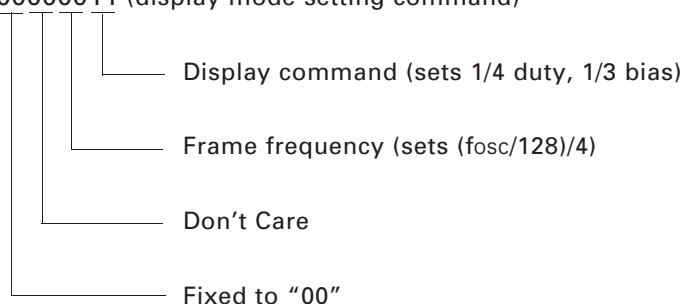 00000011 (display mode setting command)
Display command (sets 1/4 duty, 1/3 bias)
Frame frequency (sets (fosc/128)/4)
Don't Care
Fixed to “00”